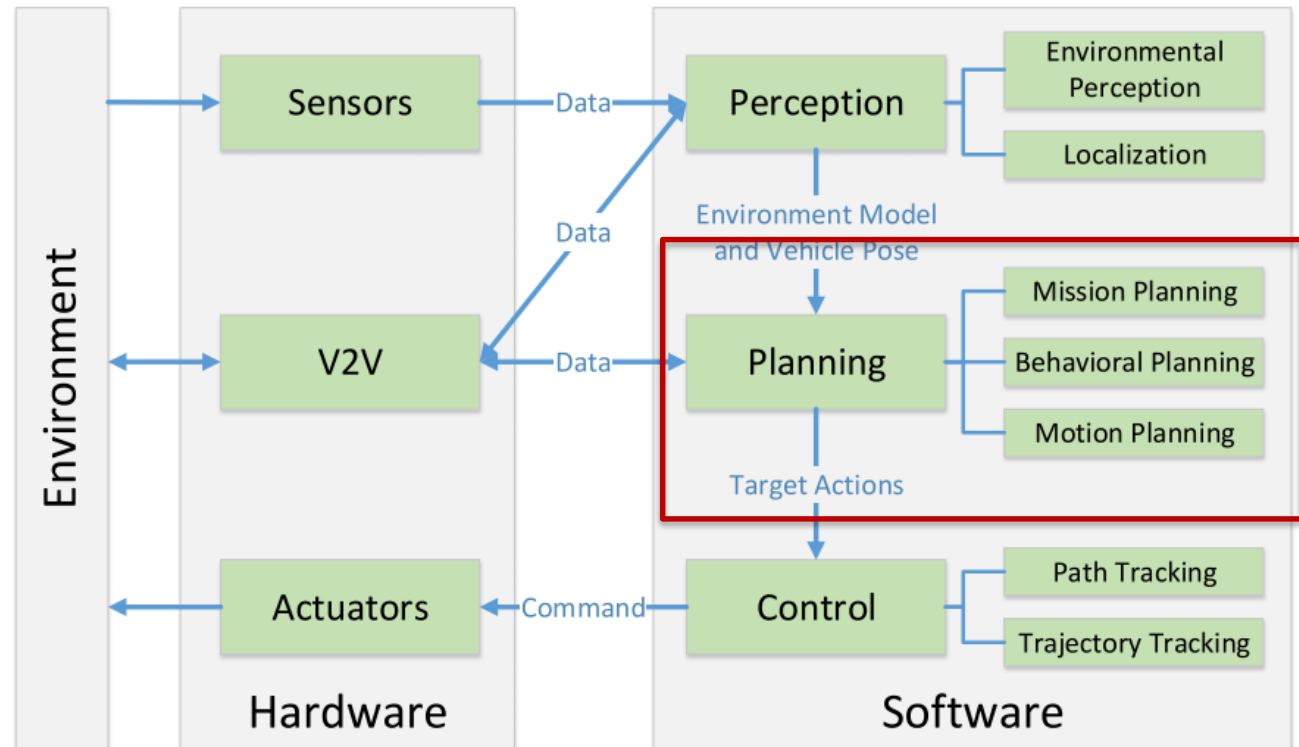 Environment
Sensors
Data
Perception
Environmental
Perception
Localization
Data
Environment Model
and Vehicle Pose
V2V
Data
Planning
Mission Planning
Behavioral Planning
Motion Planning
Target Actions
Actuators
Command
Control
Path Tracking
Trajectory Tracking
Hardware
Software